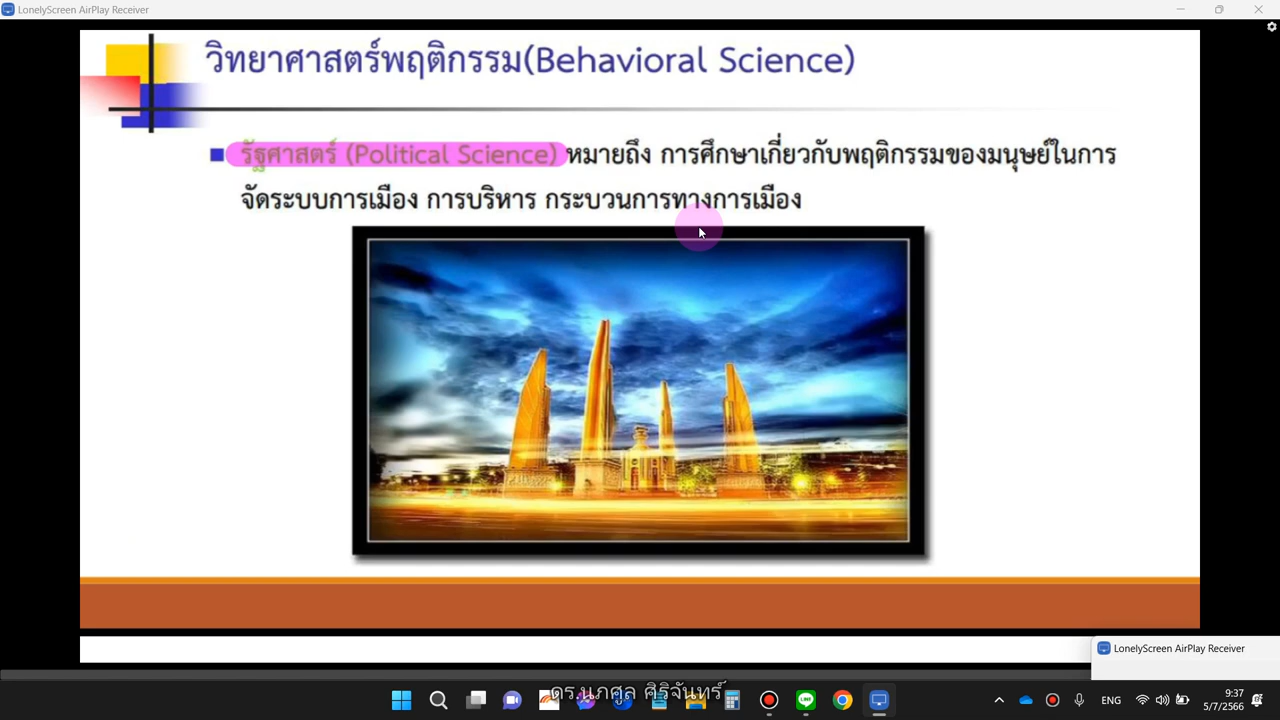 LonelyScreen AirPlay Receiver
วิทยาศาสตร์พฤติกรรม(Behavioral Science)
รัฐศาสตร์ (Political Science) หมายถึง การศึกษาเกี่ยวกับพฤติกรรมของมนุษย์ในการ
จัดระบบการเมือง การบริหาร กระบวนการทางการเมือง
LonelyScreen AirPlay Receiver
ดร.นภศูล ศิริจันทร์
ENG
9:37
5/7/2566